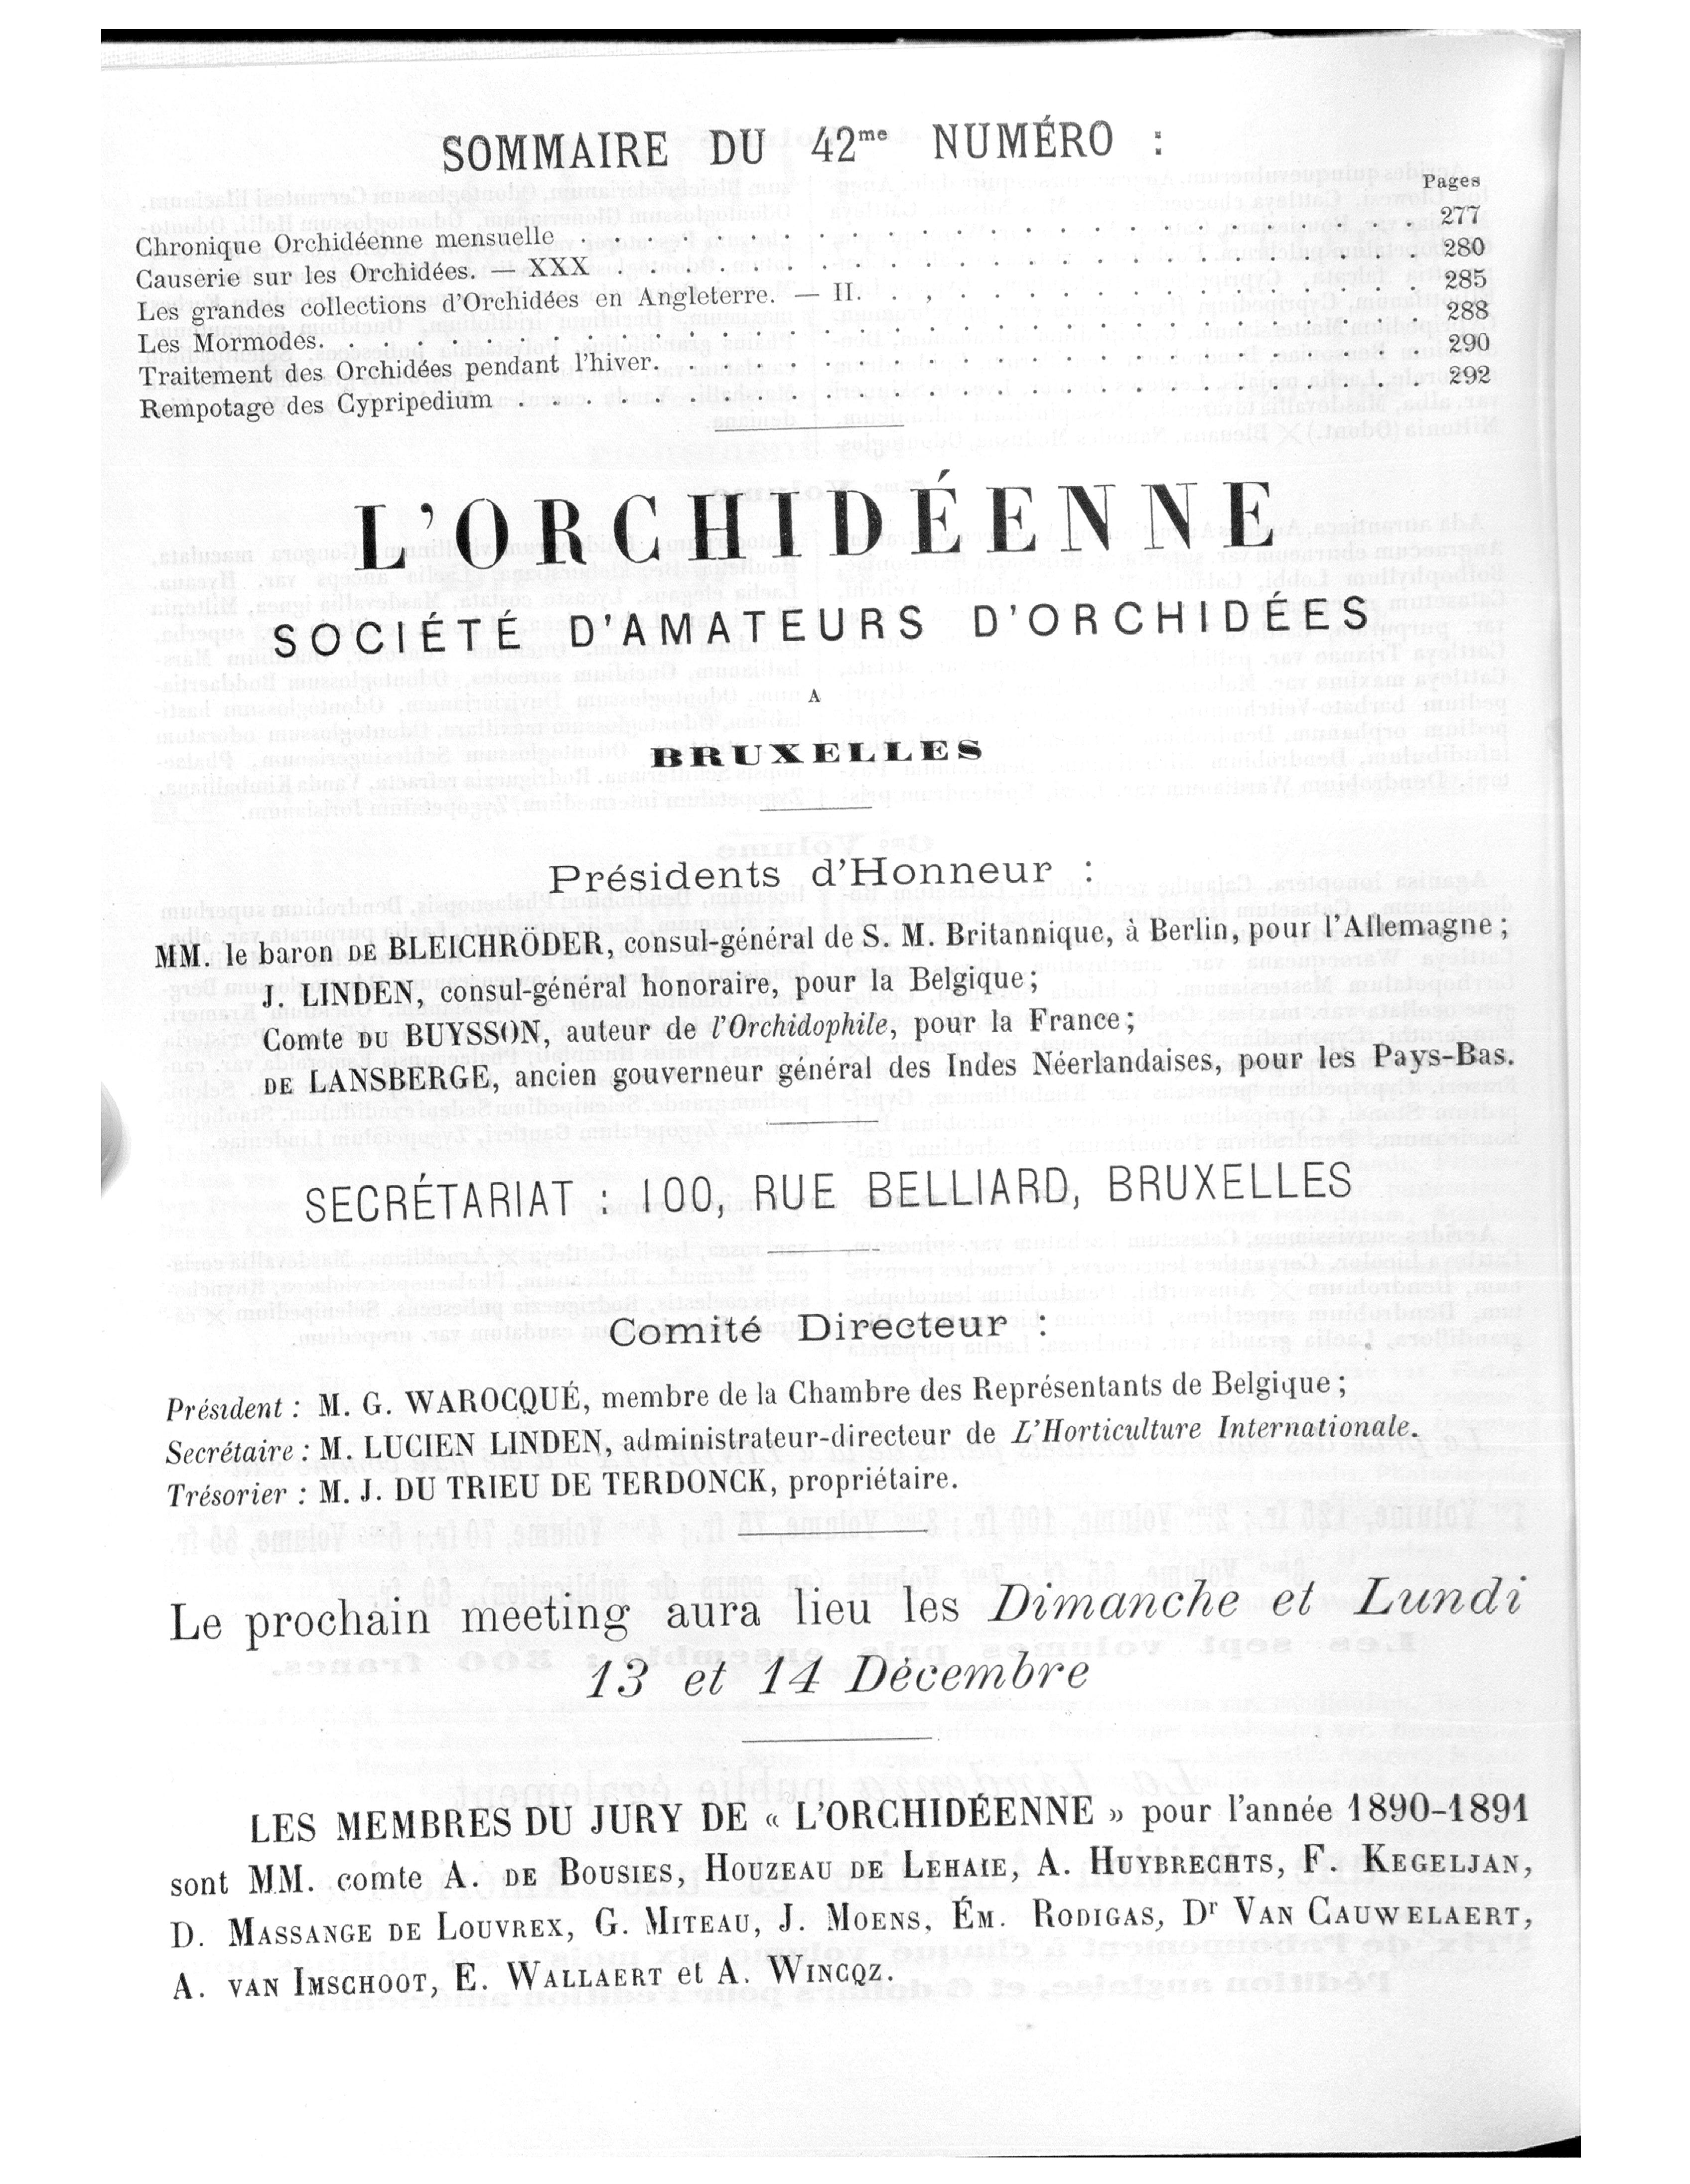 SOMMAIRE DU 42me NUMÉRO :
Pages
Chronique Orchidéenne mensuelle . . . . . . . . . . . . . . . . . . . . . . . . . 277
Causerie sur les Orchidées. — XXX . . . . . . . . . . . . . . . . . . . . . . . . 280
Les grandes collections d'Orchidées en Angleterre. — II. . , . . . . . . . . . . . . . . . 285
Les Mormodes. . . . . . . . . . . . . . . . . . . . . . . . . . . . . . . . . 288
Traitement des Orchidées pendant l'hiver. . . . . . . . . . . . . . . . . . . . . . . 290
Rempotage des Cypripedium . . . . . . . . . . . . . . . . . . . . . . . . . . . 292
L'ORCHIDÉENNE
SOCIÉTÉ D'AMATEURS D'ORCHIDÉES
A
BRUXELLES
Présidents d'Honneur :
MM. le baron DE BLEICHRÖDER, consul-général de S. M. Britannique, à Berlin, pour l'Allemagne ;
J. LINDEN, consul-général honoraire, pour la Belgique ;
Comte DU BUYSSON, auteur de l'Orchidophile, pour la France ;
DE LANSBERGE, ancien gouverneur général des Indes Néerlandaises, pour les Pays-Bas.
SECRÉTARIAT : 100, RUE BELLIARD, BRUXELLES
Comité Directeur :
Président : M. G. WAROCQUÉ, membre de la Chambre des Représentants de Belgique ;
Secrétaire : M. LUCIEN LINDEN, administrateur-directeur de L'Horticulture Internationale.
Trésorier : M. J. DU TRIEU DE TERDONCK, propriétaire.
Le prochain meeting aura lieu les Dimanche et Lundi
13 et 14 Décembre
LES MEMBRES DU JURY DE « L'ORCHIDÉENNE » pour l'année 1890-1891
sont MM. comte A. DE BOUSIES, HOUZEAU DE LEHAIE, A. HUYBRECHTS, F. KEGELJAN,
D. MASSANGE DE LOUVREX, G. MITEAU, J. MOENS, ÉM. RODIGAS, Dr VAN CAUWELAERT,
A. VAN IMSCHOOT, E. WALLAERT et A. WINCQZ.